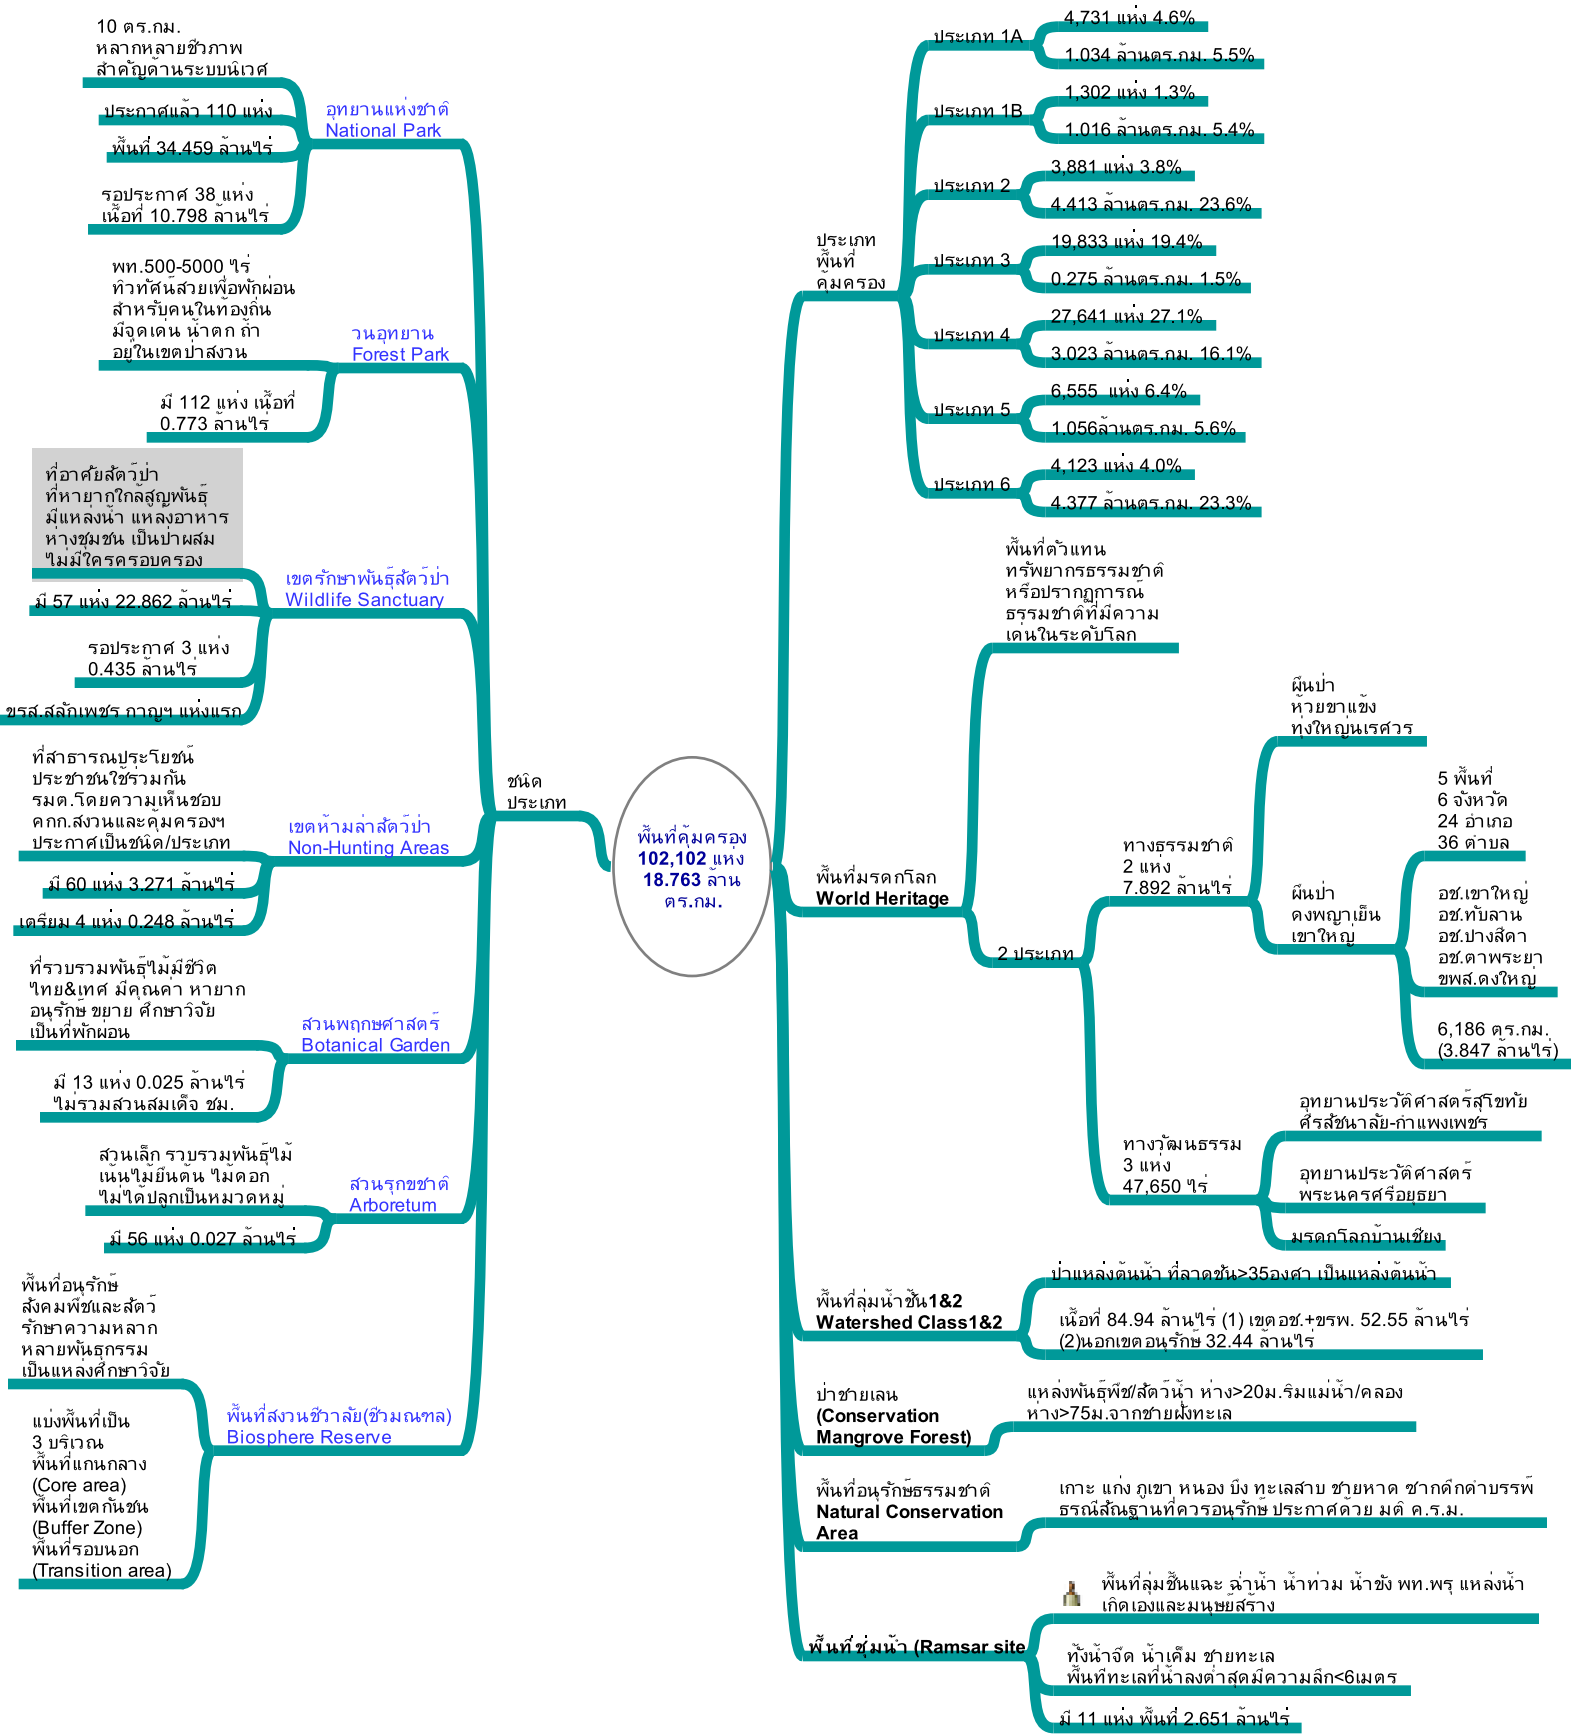 พื้นที่คุ้มครอง
102,102 แห่ง
18.763 ล้าน
ตร.กม.
ชนิด
ประเภท
อุทยานแห่งชาติ
National Park
10 ตร.กม.
หลากหลายชีวภาพ
สำคัญด้านระบบนิเวศ
ประกาศแล้ว 110 แห่ง
พื้นที่ 34.459 ล้านไร่
รอประกาศ 38 แห่ง
เนื้อที่ 10.798 ล้านไร่
วนอุทยาน
Forest Park
พท.500-5000 ไร่
ทิวทัศน์สวยเพื่อพักผ่อน
สำหรับคนในท้องถิ่น
มีจุดเด่น น้ำตก ถ้ำ
อยู่ในเขตป่าสงวน
มี 112 แห่ง เนื้อที่
0.773 ล้านไร่
เขตรักษาพันธุ์สัตว์ป่า
Wildlife Sanctuary
ที่อาศัยสัตว์ป่า
ที่หายากใกล้สูญพันธุ์
มีแหล่งน้ำ แหล่งอาหาร
ห่างชุมชน เป็นป่าผสม
ไม่มีใครครอบครอง
มี 57 แห่ง 22.862 ล้านไร่
รอประกาศ 3 แห่ง
0.435 ล้านไร่
ขรส.สลักเพชร กาญฯ แห่งแรก
เขตห้ามล่าสัตว์ป่า
Non-Hunting Areas
ที่สาธารณประโยชน์
ประชาชนใช้ร่วมกัน
รมต.โดยความเห็นชอบ
คกก.สงวนและคุ้มครองฯ
ประกาศเป็นชนิด/ประเภท
มี 60 แห่ง 3.271 ล้านไร่
เตรียม 4 แห่ง 0.248 ล้านไร่
สวนพฤกษศาสตร์
Botanical Garden
ที่รวบรวมพันธุ์ไม้มีชีวิต
ไทย&เทศ มีคุณค่า หายาก
อนุรักษ์ ขยาย ศึกษาวิจัย
เป็นที่พักผ่อน
มี 13 แห่ง 0.025 ล้านไร่
ไม่รวมสวนสมเด็จ ชม.
สวนรุกขชาติ
Arboretum
สวนเล็ก รวบรวมพันธุ์ไม้
เน้นไม้ยืนต้น ไม้ดอก
ไม่ได้ปลูกเป็นหมวดหมู่
มี 56 แห่ง 0.027 ล้านไร่
พื้นที่สงวนชีวาลัย(ชีวมณฑล)
Biosphere Reserve
พื้นที่อนุรักษ์
สังคมพืชและสัตว์
รักษาความหลาก
หลายพันธุกรรม
เป็นแหล่งศึกษาวิจัย
แบ่งพื้นที่เป็น
3 บริเวณ
พื้นที่แกนกลาง
(Core area)
พื้นที่เขตกันชน
(Buffer Zone)
พื้นที่รอบนอก
(Transition area)
ประเภท
พื้นที่
คุ้มครอง
ประเภท 1A
4,731 แห่ง 4.6%
1.034 ล้านตร.กม. 5.5%
ประเภท 1B
1,302 แห่ง 1.3%
1.016 ล้านตร.กม. 5.4%
ประเภท 2
3,881 แห่ง 3.8%
4.413 ล้านตร.กม. 23.6%
ประเภท 3
19,833 แห่ง 19.4%
0.275 ล้านตร.กม. 1.5%
ประเภท 4
27,641 แห่ง 27.1%
3.023 ล้านตร.กม. 16.1%
ประเภท 5
6,555 แห่ง 6.4%
1.056ล้านตร.กม. 5.6%
ประเภท 6
4,123 แห่ง 4.0%
4.377 ล้านตร.กม. 23.3%
พื้นที่มรดกโลก
World Heritage
พื้นที่ตัวแทน
ทรัพยากรธรรมชาติ
หรือปรากฏการณ์
ธรรมชาติที่มีความ
เด่นในระดับโลก
2 ประเภท
ทางธรรมชาติ
2 แห่ง
7.892 ล้านไร่
ผืนป่า
ห้วยขาแข้ง
ทุ่งใหญ่นเรศวร
ผืนป่า
ดงพญาเย็น
เขาใหญ่
5 พื้นที่
6 จังหวัด
24 อำเภอ
36 ตำบล
อช.เขาใหญ่
อช.ทับลาน
อช.ปางสีดา
อช.ตาพระยา
ขพส.ดงใหญ่
6,186 ตร.กม.
(3.847 ล้านไร่)
ทางวัฒนธรรม
3 แห่ง
47,650 ไร่
อุทยานประวัติศาสตร์สุโขทัย
ศรีสัชนาลัย-กำแพงเพชร
อุทยานประวัติศาสตร์
พระนครศรีอยุธยา
มรดกโลกบ้านเชียง
พื้นที่ลุ่มน้ำชั้น1&2
Watershed Class1&2
ป่าแหล่งต้นน้ำ ที่ลาดชัน>35องศา เป็นแหล่งต้นน้ำ
เนื้อที่ 84.94 ล้านไร่ (1) เขตอช.+ขรพ. 52.55 ล้านไร่
(2)นอกเขตอนุรักษ์ 32.44 ล้านไร่
ป่าชายเลน
(Conservation
Mangrove Forest)
แหล่งพันธุ์พืช/สัตว์น้ำ ห่าง>20ม.ริมแม่น้ำ/คลอง
ห่าง>75ม.จากชายฝั่งทะเล
พื้นที่อนุรักษ์ธรรมชาติ
Natural Conservation
Area
เกาะ แก่ง ภูเขา หนอง บึง ทะเลสาบ ชายหาด ซากดึกดำบรรพ์
ธรณีสัณฐานที่ควรอนุรักษ์ ประกาศด้วย มติ ค.ร.ม.
พื้นที่ชุ่มน้ำ (Ramsar site
พื้นที่ลุ่มชื้นแฉะ ฉ่ำน้ำ น้ำท่วม น้ำขัง พท.พรุ แหล่งน้ำ
เกิดเองและมนุษย์สร้าง
ทั้งน้ำจืด น้ำเค็ม ชายทะเล
พื้นที่ทะเลที่น้ำลงต่ำสุดมีความลึก<6เมตร
มี 11 แห่ง พื้นที่ 2.651 ล้านไร่